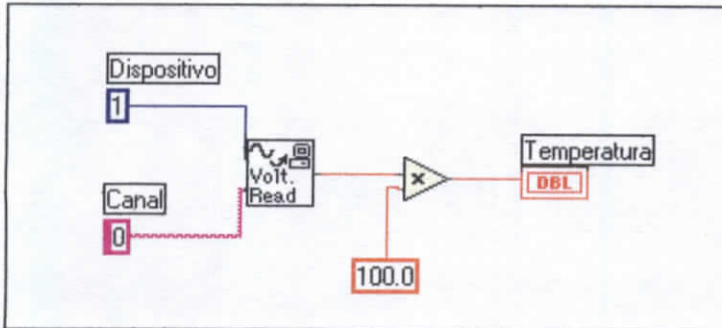 Dispositivo
1
Volt.
Read
Canal
0
×
100.0
Temperatura
DBL